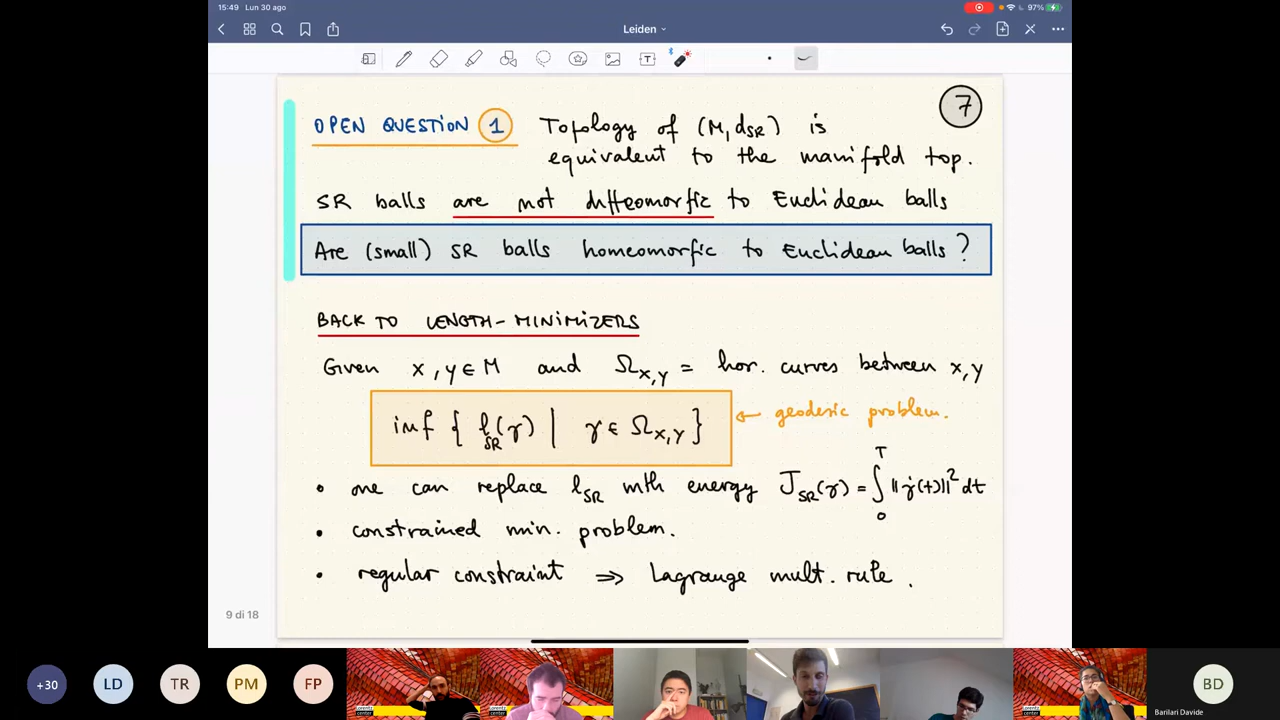 15:49 Lun 30 ago
97%
Leiden
7
OPEN QUESTION 1 Topology of (M, dSR) is
equivalent to the manifold top.
SR balls are not diffeomorfic to Euclidean balls
Are (small) SR balls homeomorfic to Euclidean balls?
BACK TO LENGTH-MINIMIZERS
Given x, y ∈ M and Ωx,y = hor. curves between x, y
inf { ℓSR(γ) | γ ∈ Ωx,y } ← geodesic problem.
• one can replace ℓSR with energy JSR(γ) = ∫₀ᵀ ||γ̇(t)||² dt
• constrained min. problem.
• regular constraint ⇒ Lagrange mult. rule.
9 di 18
+30 LD TR PM FP BD
Barilari Davide